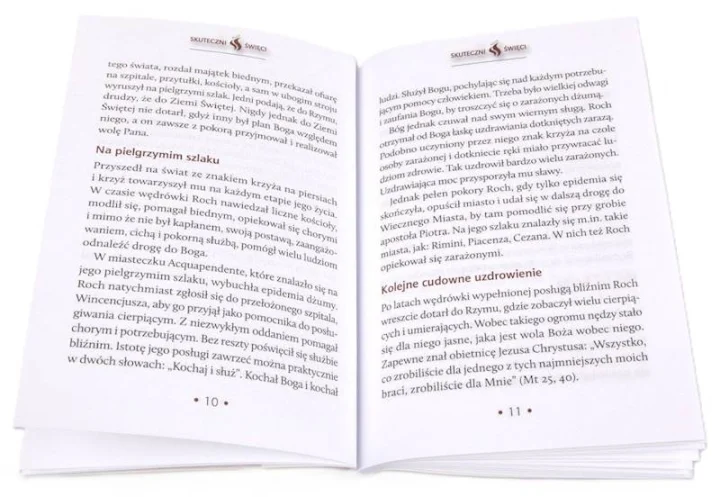 SKUTECZNI ŚWIĘCI
tego świata, rozdał majątek biednym, przekazał ofiarę
na szpitale, przytułki, kościoły, a sam w ubogim stroju
wyruszył na pielgrzymi szlak. Jedni podają, że do Rzymu,
drudzy, że do Ziemi Świętej. Nigdy jednak do Ziemi
Świętej nie dotarł, gdyż inny był plan Boga względem
niego, a on zawsze z pokorą przyjmował i realizował
wolę Pana.
Na pielgrzymim szlaku
Przyszedł na świat ze znakiem krzyża na piersiach
i krzyż towarzyszył mu na każdym etapie jego życia.
W czasie wędrówki Roch nawiedzał liczne kościoły,
modlił się, pomagał biednym, opiekował się chorymi
i mimo że nie był kapłanem, swoją postawą, zaangażo-
waniem, cichą i pokorną służbą, pomógł wielu ludziom
odnaleźć drogę do Boga.
W miasteczku Acquapendente, które znalazło się na
jego pielgrzymim szlaku, wybuchła epidemia dżumy.
Roch natychmiast zgłosił się do przełożonego szpitala,
Wincencjusza, aby go przyjął jako pomocnika do posłu-
giwania cierpiącym. Z niezwykłym oddaniem pomagał
chorym i potrzebującym. Bez reszty poświęcił się służbie
bliźnim. Istotę jego posługi zawrzeć można praktycznie
w dwóch słowach: „Kochaj i służ”. Kochał Boga i kochał
• 10 •
SKUTECZNI ŚWIĘCI
ludzi. Służył Bogu, pochylając się nad każdym potrzebu-
jącym pomocy człowiekiem. Trzeba było wielkiej odwagi
i zaufania Bogu, by troszczyć się o zarażonych dżumą.
Bóg jednak czuwał nad swym wiernym sługą. Roch
otrzymał od Boga łaskę uzdrawiania dotkniętych zarazą.
Podobno uczyniony przez niego znak krzyża na czole
osoby zarażonej i dotknięcie ręki miało przywracać lu-
dziom zdrowie. Tak uzdrowił bardzo wielu zarażonych.
Uzdrawiająca moc przysporzyła mu sławy.
Jednak pełen pokory Roch, gdy tylko epidemia się
skończyła, opuścił miasto i udał się w dalszą drogę do
Wiecznego Miasta, by tam pomodlić się przy grobie
apostoła Piotra. Na jego szlaku znalazły się m.in. takie
miasta, jak: Rimini, Piacenza, Cezana. W nich też Roch
opiekował się zarażonymi.
Kolejne cudowne uzdrowienie
Po latach wędrówki wypełnionej posługą bliźnim Roch
wreszcie dotarł do Rzymu, gdzie zobaczył wielu cierpią-
cych i umierających. Wobec takiego ogromu nędzy stało
się dla niego jasne, jaka jest wola Boża wobec niego.
Zapewne znał obietnicę Jezusa Chrystusa: „Wszystko,
co zrobiliście dla jednego z tych najmniejszych moich
braci, zrobiliście dla Mnie” (Mt 25, 40).
• 11 •